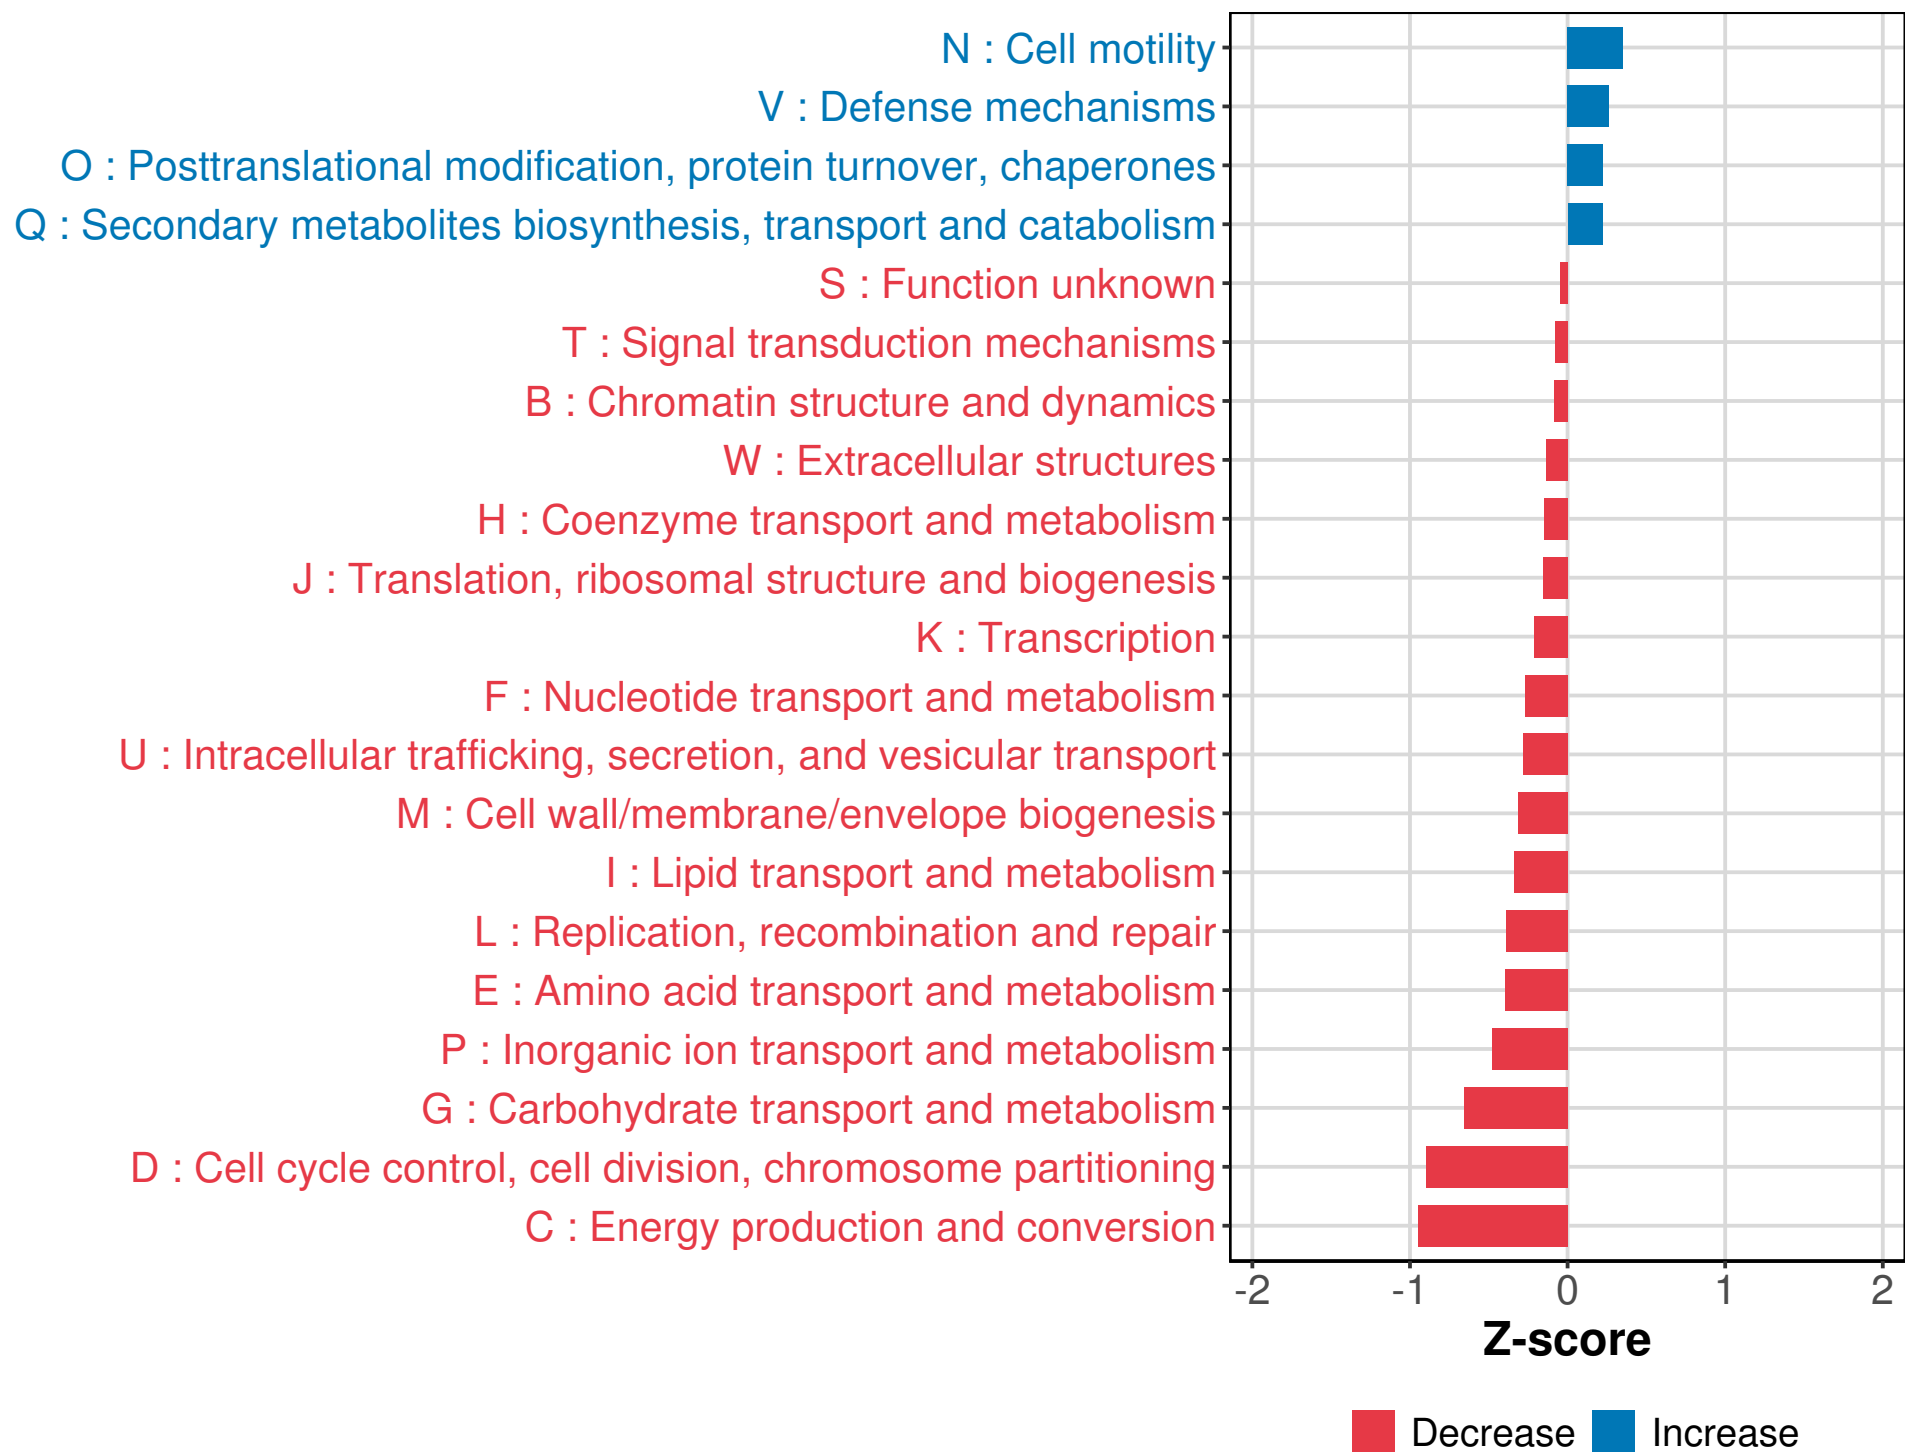 N : Cell motility
V : Defense mechanisms
O : Posttranslational modification, protein turnover, chaperones
Q : Secondary metabolites biosynthesis, transport and catabolism
S : Function unknown
T : Signal transduction mechanisms
B : Chromatin structure and dynamics
W : Extracellular structures
H : Coenzyme transport and metabolism
J : Translation, ribosomal structure and biogenesis
K : Transcription
F : Nucleotide transport and metabolism
U : Intracellular trafficking, secretion, and vesicular transport
M : Cell wall/membrane/envelope biogenesis
I : Lipid transport and metabolism
L : Replication, recombination and repair
E : Amino acid transport and metabolism
P : Inorganic ion transport and metabolism
G : Carbohydrate transport and metabolism
D : Cell cycle control, cell division, chromosome partitioning
C : Energy production and conversion
-2 -1 0 1 2
Z-score
Decrease Increase